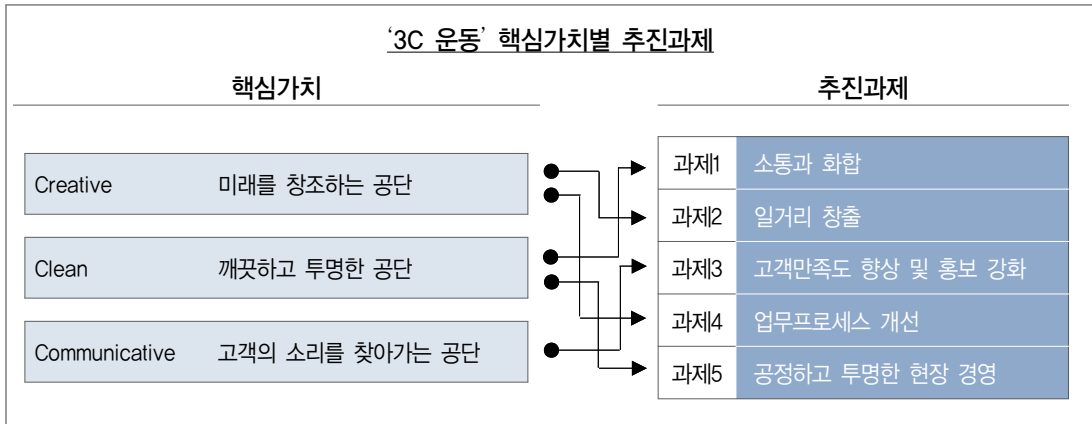 ‘3C 운동’ 핵심가치별 추진과제
핵심가치
추진과제
Creative 미래를 창조하는 공단
Clean 깨끗하고 투명한 공단
Communicative 고객의 소리를 찾아가는 공단
과제1 소통과 화합
과제2 일거리 창출
과제3 고객만족도 향상 및 홍보 강화
과제4 업무프로세스 개선
과제5 공정하고 투명한 현장 경영